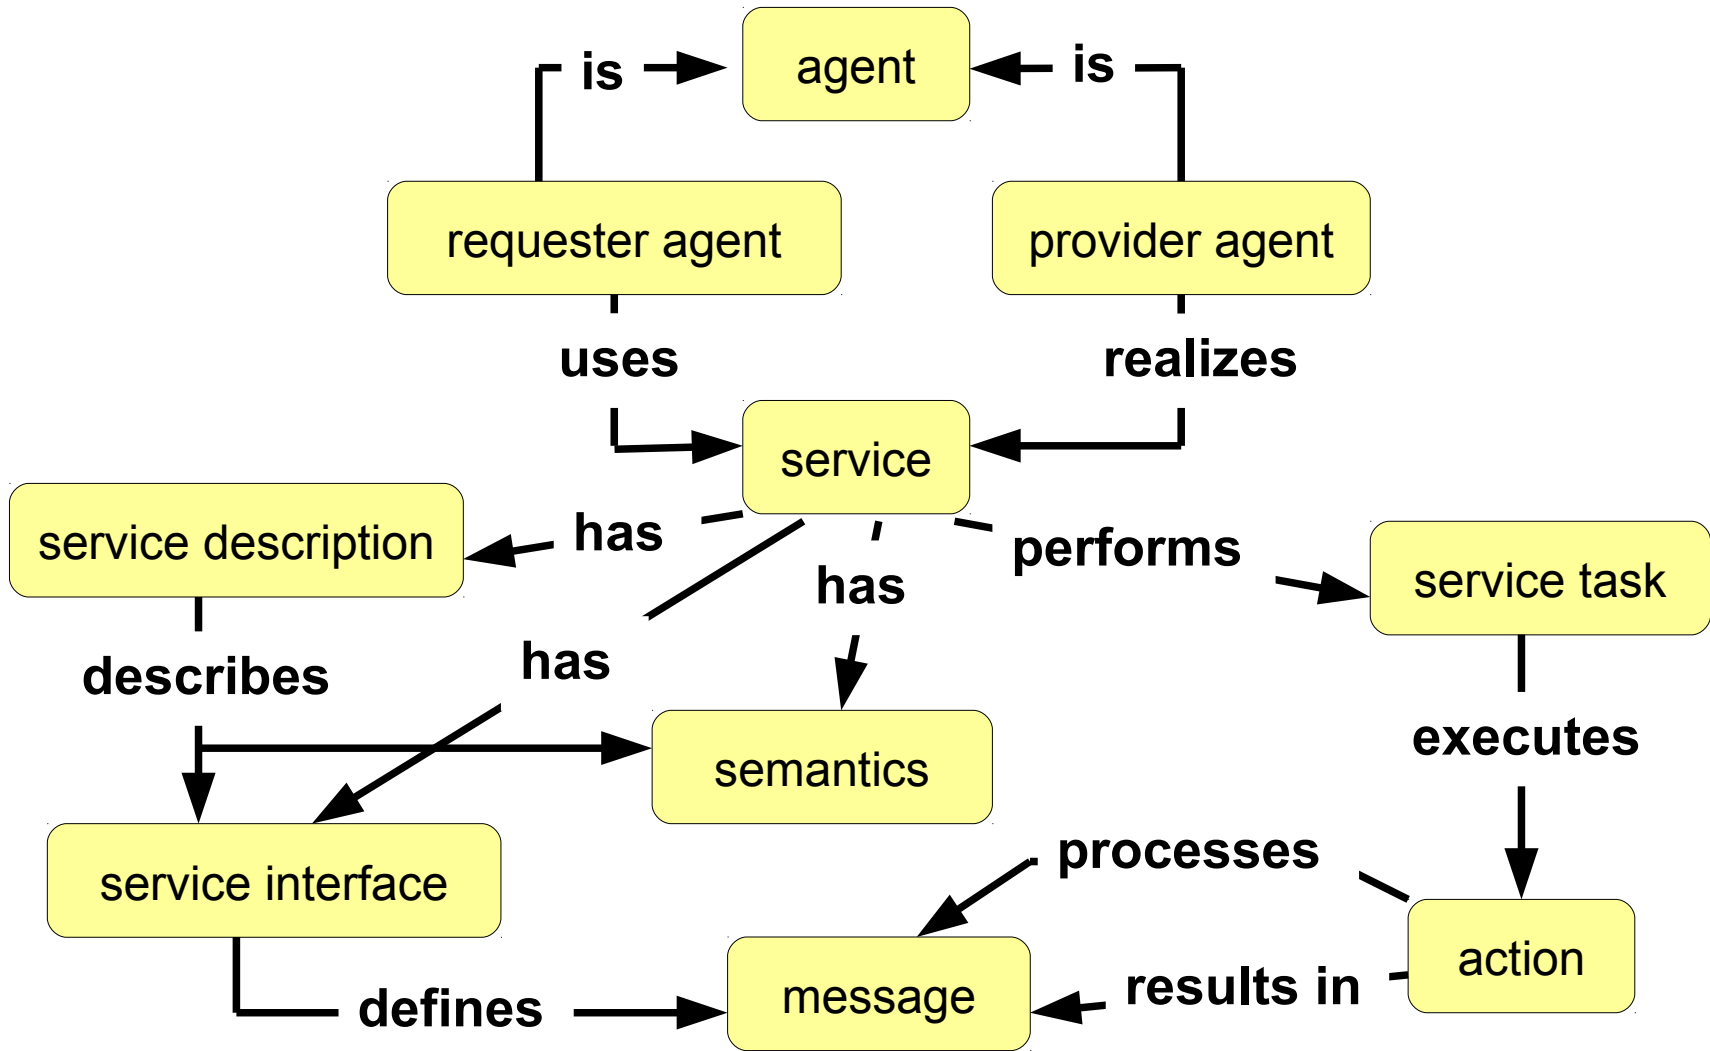 is
agent
is
requester agent
provider agent
uses
realizes
service
service description
has
has
performs
service task
describes
has
semantics
executes
service interface
processes
action
defines
message
results in